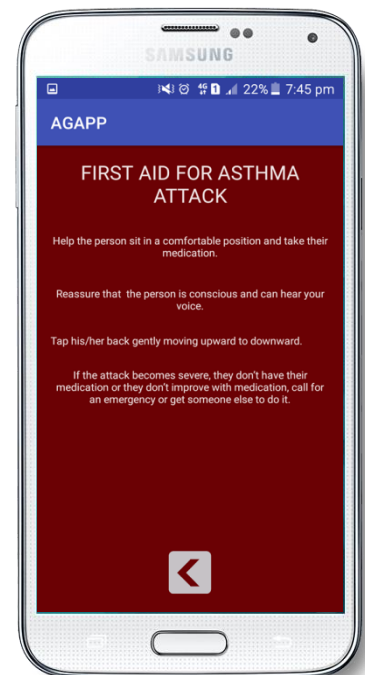 SAMSUNG
22% 7:45 pm
AGAPP
FIRST AID FOR ASTHMA
ATTACK
Help the person sit in a comfortable position and take their
medication.
Reassure that the person is conscious and can hear your
voice.
Tap his/her back gently moving upward to downward.
If the attack becomes severe, they don't have their
medication or they don't improve with medication, call for
an emergency or get someone else to do it.